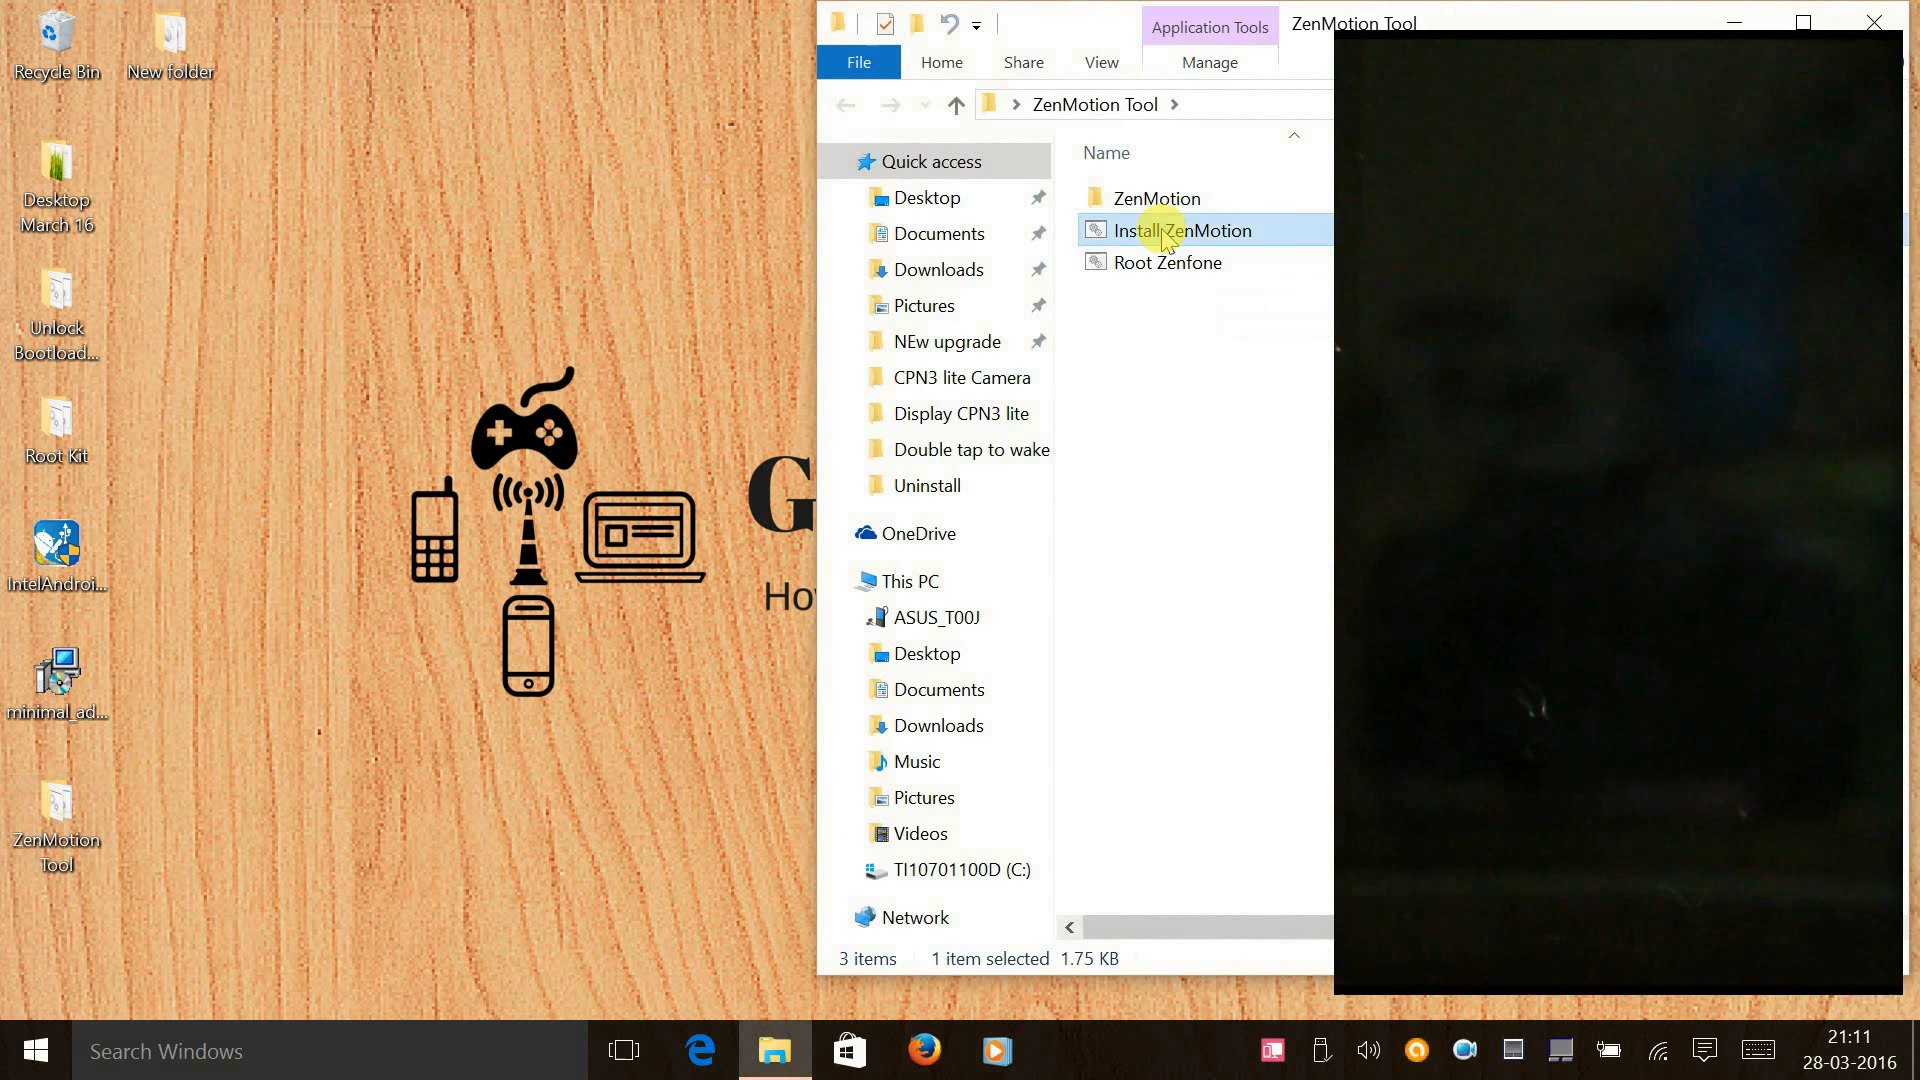 Recycle Bin
New folder
Desktop
March 16
Unlock
Bootload...
Root Kit
IntelAndroi...
minimal_ad...
ZenMotion
Tool
G
Ho
Application Tools
ZenMotion Tool
File
Home
Share
View
Manage
ZenMotion Tool
Quick access
Desktop
Documents
Downloads
Pictures
NEw upgrade
CPN3 lite Camera
Display CPN3 lite
Double tap to wake
Uninstall
OneDrive
This PC
ASUS_T00J
Desktop
Documents
Downloads
Music
Pictures
Videos
TI10701100D (C:)
Network
Name
ZenMotion
Install ZenMotion
Root Zenfone
3 items
1 item selected 1.75 KB
Search Windows
21:11
28-03-2016